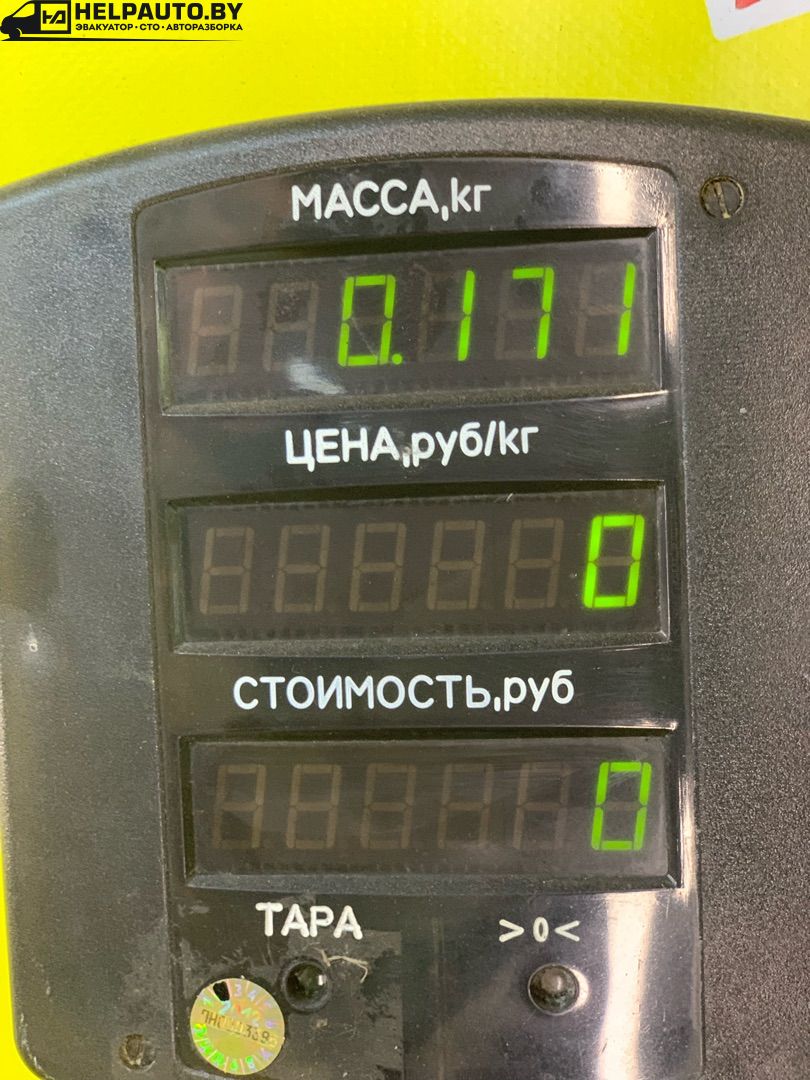 HELPAUTO.BY
ЭВАКУАТОР • СТО • АВТОРАЗБОРКА
МАССА,кг
0.171
ЦЕНА,руб/кг
0
СТОИМОСТЬ,руб
0
ТАРА >0<